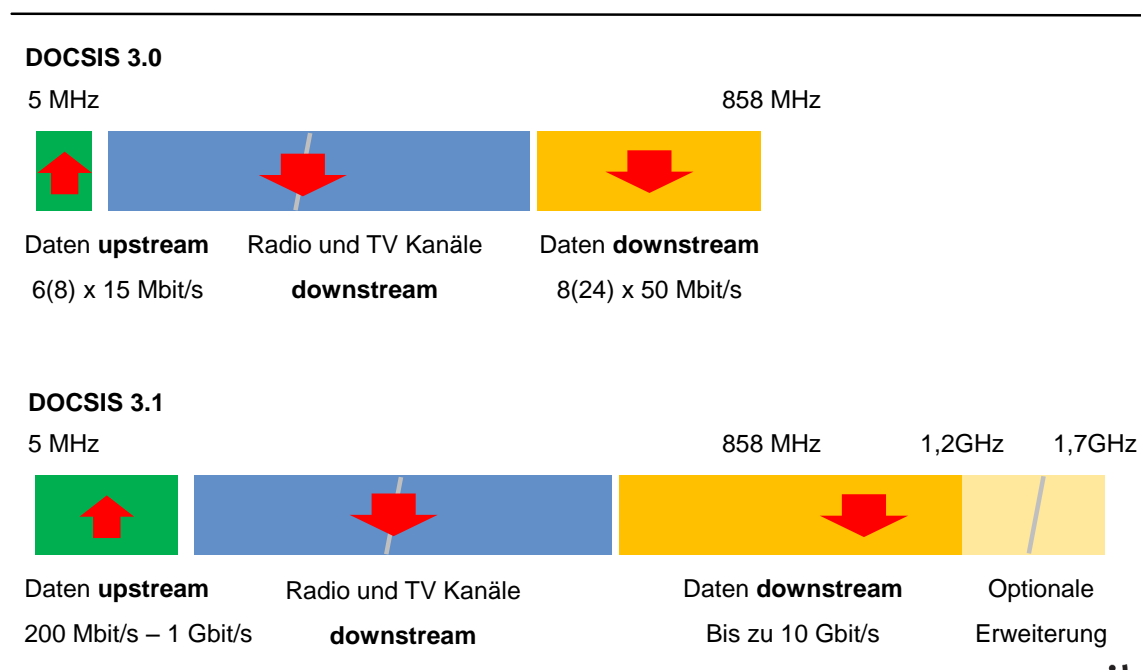 DOCSIS 3.0
5 MHz 858 MHz
Daten upstream Radio und TV Kanäle Daten downstream
6(8) x 15 Mbit/s downstream 8(24) x 50 Mbit/s
DOCSIS 3.1
5 MHz 858 MHz 1,2GHz 1,7GHz
Daten upstream Radio und TV Kanäle Daten downstream Optionale
200 Mbit/s – 1 Gbit/s downstream Bis zu 10 Gbit/s Erweiterung